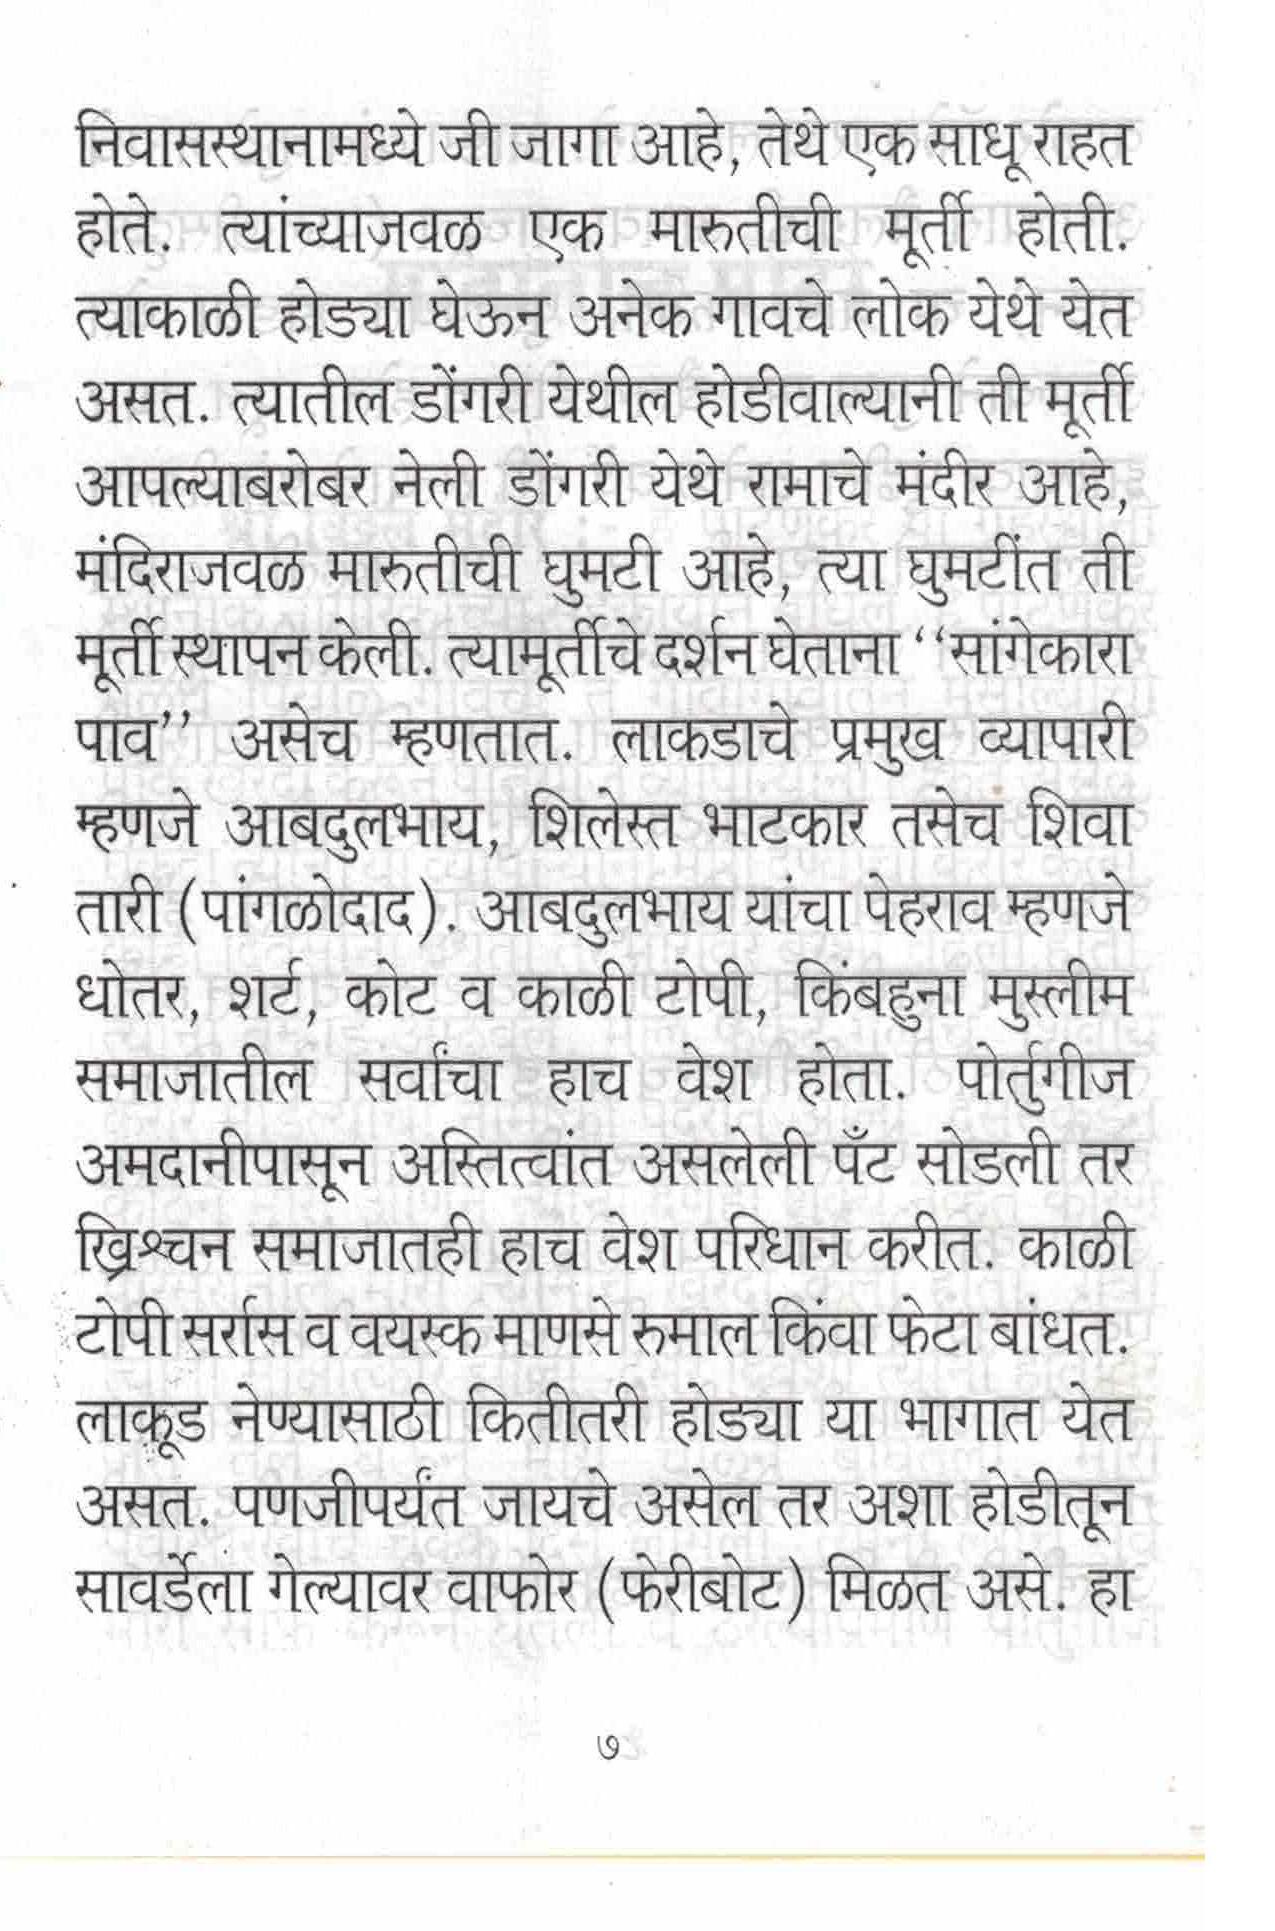 निवासस्थानामध्ये जी जागा आहे, तेथे एक साधू राहत
होते. त्यांच्याजवळ एक मारुतीची मूर्ती होती.
त्याकाळी होड्या घेऊन अनेक गावचे लोक येथे येत
असत. त्यातील डोंगरी येथील होडीवाल्यानी ती मूर्ती
आपल्याबरोबर नेली डोंगरी येथे रामाचे मंदीर आहे,
मंदिराजवळ मारुतीची घुमटी आहे, त्या घुमटींत ती
मूर्ती स्थापन केली. त्यामूर्तीचे दर्शन घेताना ‘‘सांगेकारा
पाव’’ असेच म्हणतात. लाकडाचे प्रमुख व्यापारी
म्हणजे आबदुलभाय, शिलेस्त भाटकार तसेच शिवा
तारी (पांगळोदाद). आबदुलभाय यांचा पेहराव म्हणजे
धोतर, शर्ट, कोट व काळी टोपी, किंबहुना मुस्लीम
समाजातील सर्वांचा हाच वेश होता. पोर्तुगीज
अमदानीपासून अस्तित्वांत असलेली पँट सोडली तर
ख्रिश्चन समाजातही हाच वेश परिधान करीत. काळी
टोपी सर्रास व वयस्क माणसे रुमाल किंवा फेटा बांधत.
लाकूड नेण्यासाठी कितीतरी होड्या या भागात येत
असत. पणजीपर्यंत जायचे असेल तर अशा होडीतून
सावर्डेला गेल्यावर वाफोर (फेरीबोट) मिळत असे. हा
७